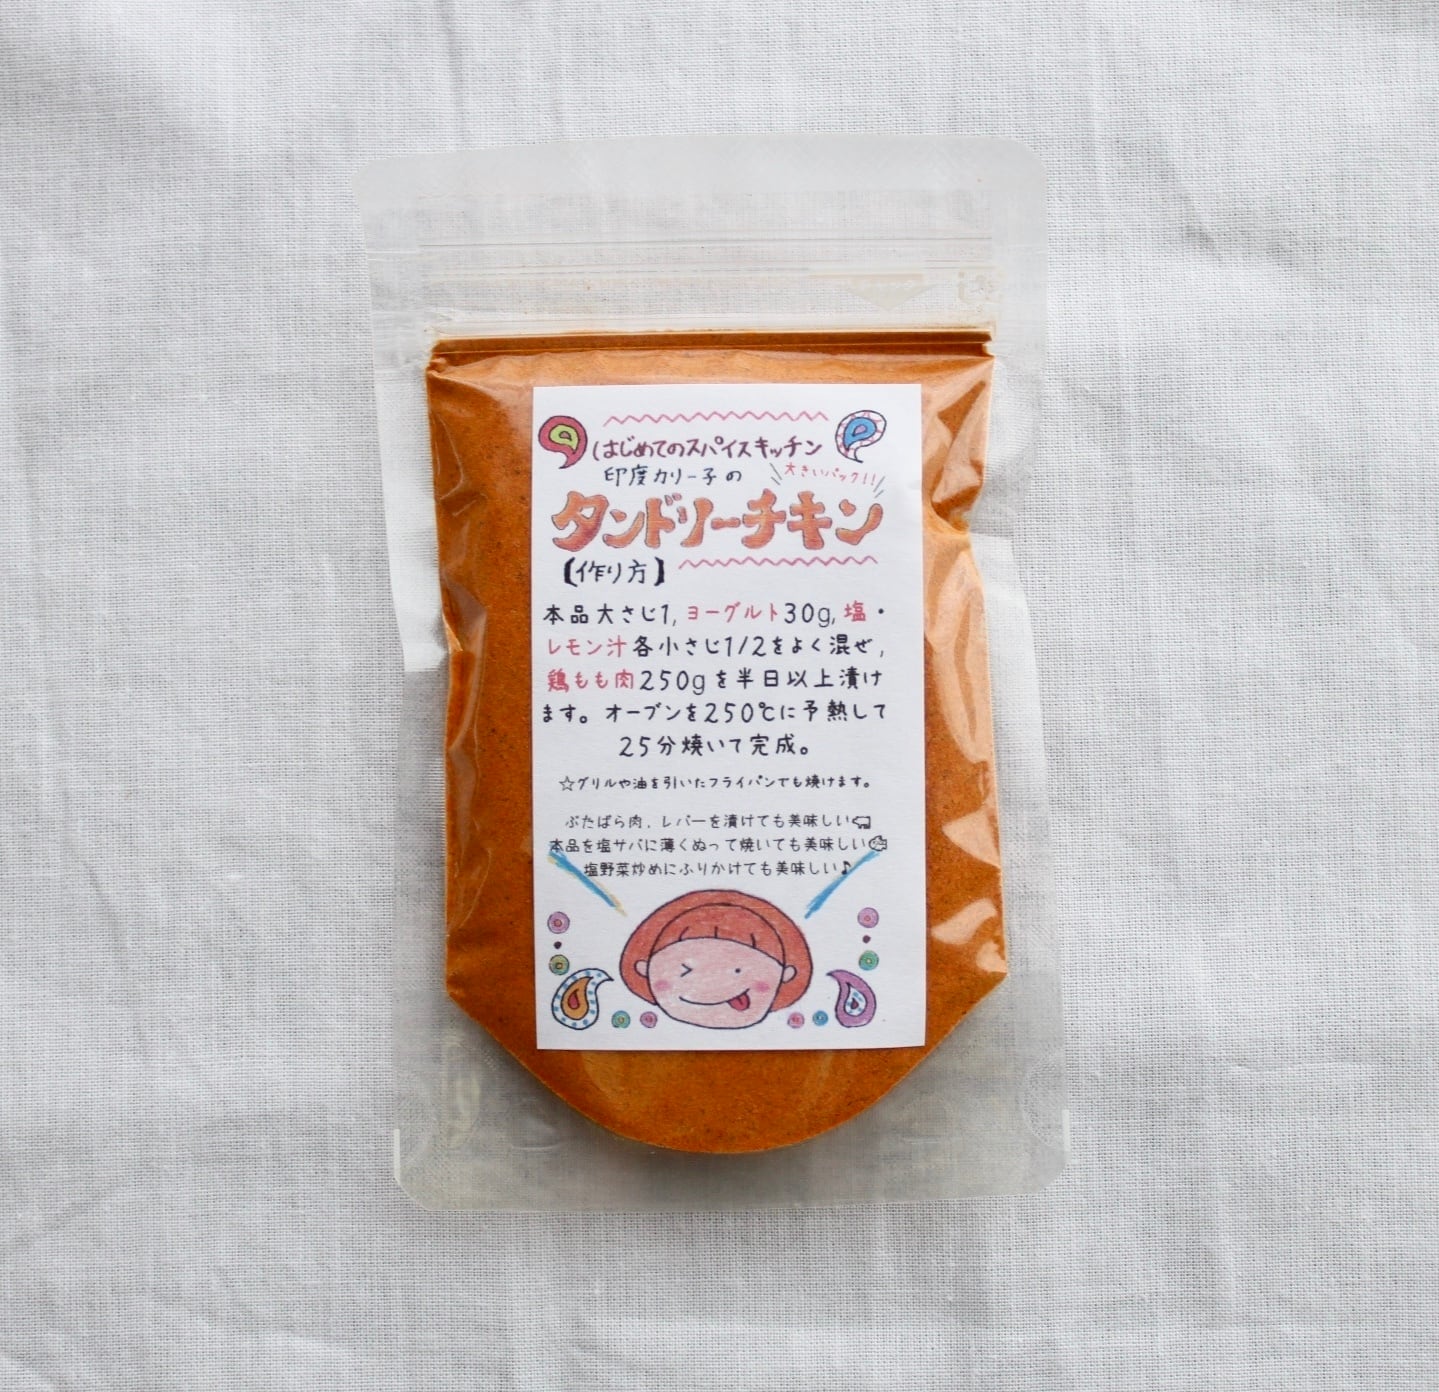 はじめてのスパイスキッチン
印度カリー子の
大きいパック!!
タンドリーチキン
【作り方】
本品大さじ1,ヨーグルト30g,塩・
レモン汁各小さじ1/2をよく混ぜ,
鶏もも肉250gを半日以上漬け
ます。オーブンを250℃に予熱して
25分焼いて完成。
☆グリルや油を引いたフライパンでも焼けます。
ぶたばら肉,レバーを漬けても美味しい
本品を塩サバに薄くぬって焼いても美味しい
塩野菜炒めにふりかけても美味しい♪